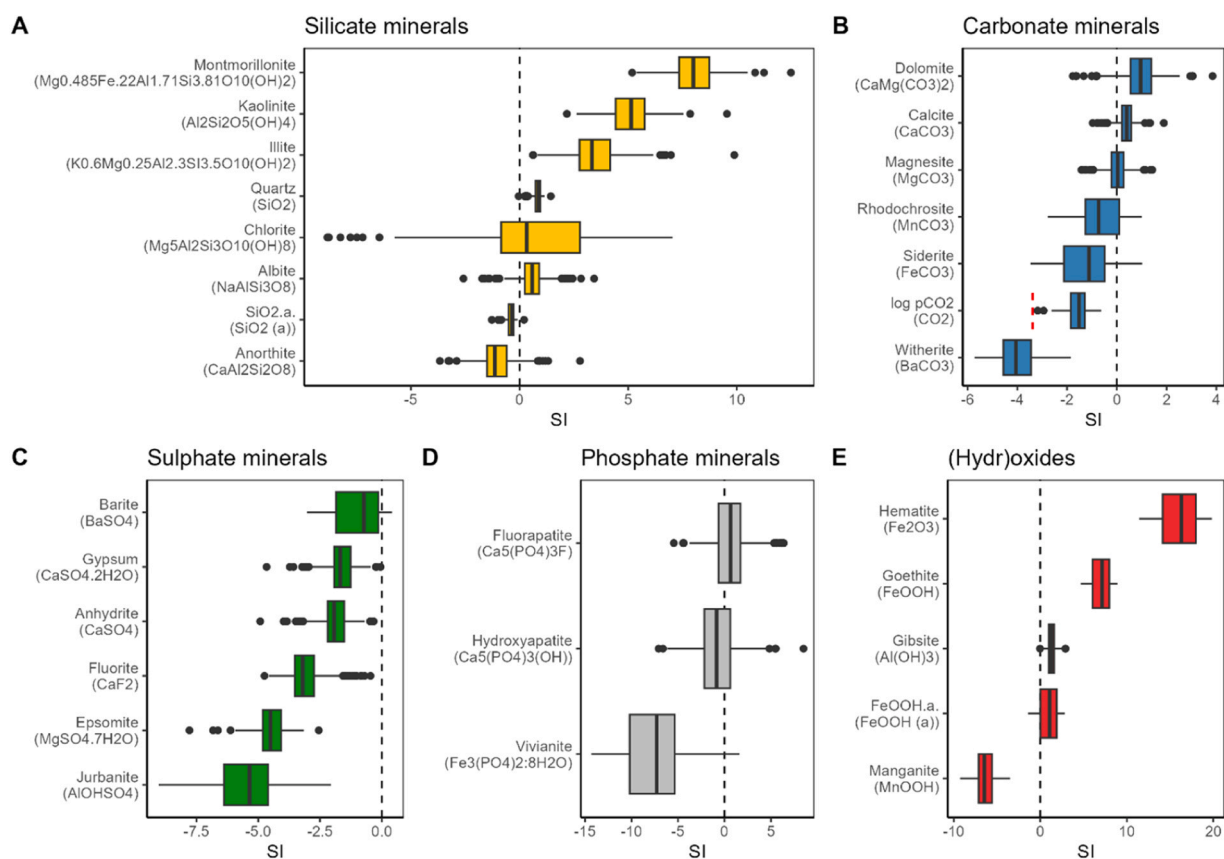 A
Silicate minerals
Montmorillonite
(Mg0.485Fe.22Al1.71Si3.81O10(OH)2)
Kaolinite
(Al2Si2O5(OH)4)
Illite
(K0.6Mg0.25Al2.3SI3.5O10(OH)2)
Quartz
(SiO2)
Chlorite
(Mg5Al2Si3O10(OH)8)
Albite
(NaAlSi3O8)
SiO2.a.
(SiO2 (a))
Anorthite
(CaAl2Si2O8)
-5 0 5 10
SI
B
Carbonate minerals
Dolomite
(CaMg(CO3)2)
Calcite
(CaCO3)
Magnesite
(MgCO3)
Rhodochrosite
(MnCO3)
Siderite
(FeCO3)
log pCO2
(CO2)
Witherite
(BaCO3)
-6 -4 -2 0 2 4
SI
C
Sulphate minerals
Barite
(BaSO4)
Gypsum
(CaSO4.2H2O)
Anhydrite
(CaSO4)
Fluorite
(CaF2)
Epsomite
(MgSO4.7H2O)
Jurbanite
(AlOHSO4)
-7.5 -5.0 -2.5 0.0
SI
D
Phosphate minerals
Fluorapatite
(Ca5(PO4)3F)
Hydroxyapatite
(Ca5(PO4)3(OH))
Vivianite
(Fe3(PO4)2:8H2O)
-15 -10 -5 0 5
SI
E
(Hydr)oxides
Hematite
(Fe2O3)
Goethite
(FeOOH)
Gibsite
(Al(OH)3)
FeOOH.a.
(FeOOH (a))
Manganite
(MnOOH)
-10 0 10 20
SI